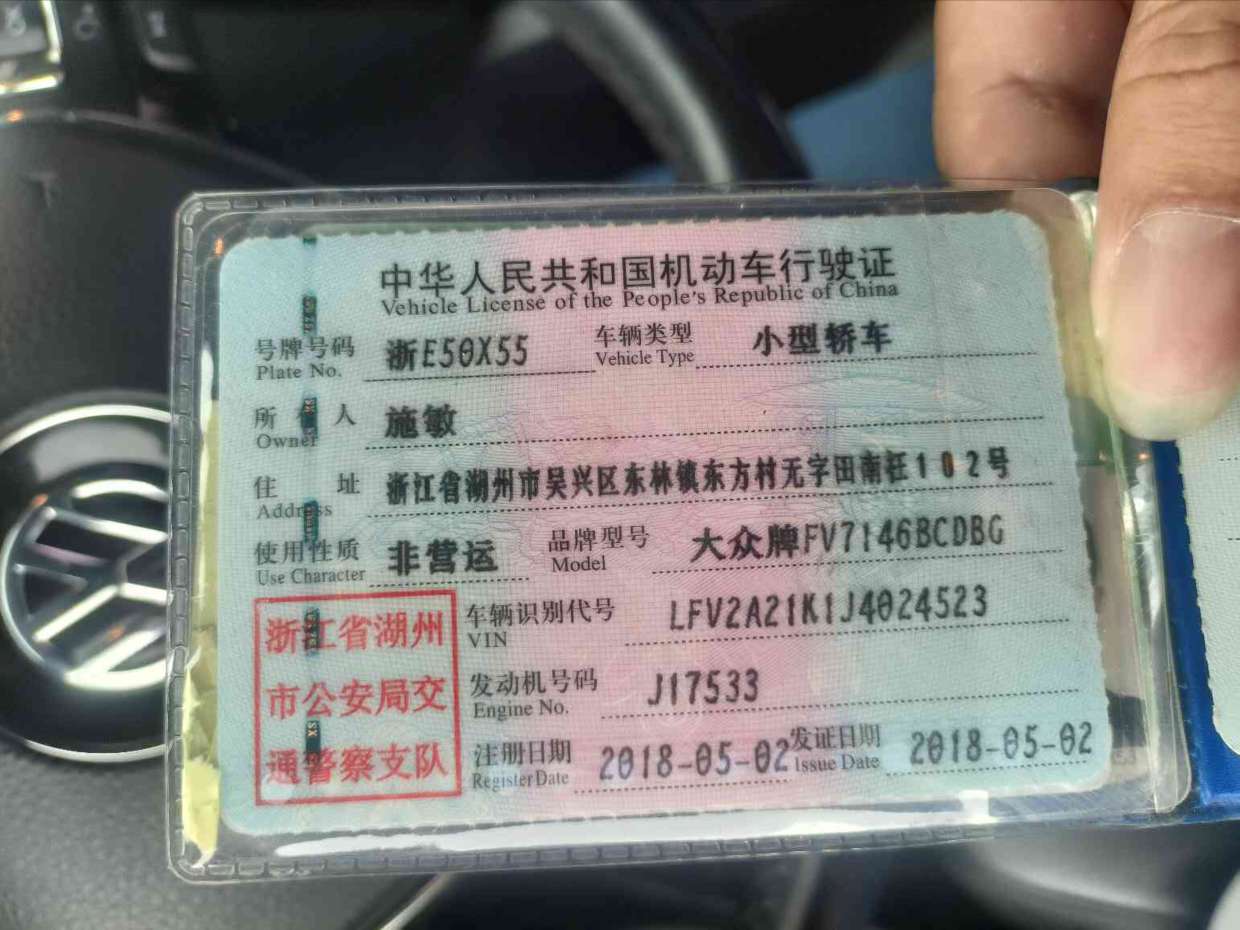 中华人民共和国机动车行驶证
Vehicle License of the People's Republic of China
号牌号码 浙E50X55 车辆类型 小型轿车
Plate No. Vehicle Type
所有人 施敏
Owner
住址 浙江省湖州市吴兴区东林镇东方村无字田南荘102号
Address
使用性质 非营运 品牌型号 大众牌FV7146BCDBG
Use Character Model
车辆识别代号 LFV2A21K1J4024523
VIN
发动机号码 J17533
Engine No.
注册日期 2018-05-02 发证日期 2018-05-02
Register Date Issue Date
浙江省湖州
市公安局交
通警察支队